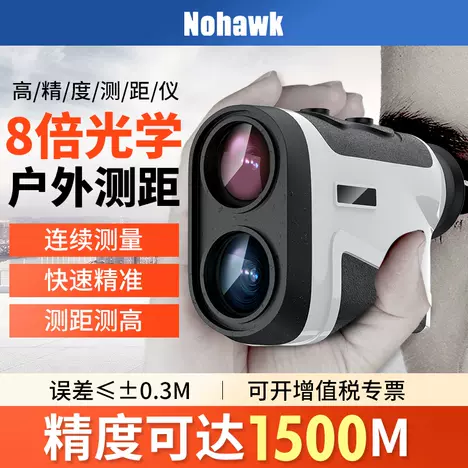 Nohawk
高/精/度/测/距/仪
8倍光学
户外测距
连续测量
快速精准
测距测高
误差≤±0.3M | 可开增值税专票
精度可达1500M